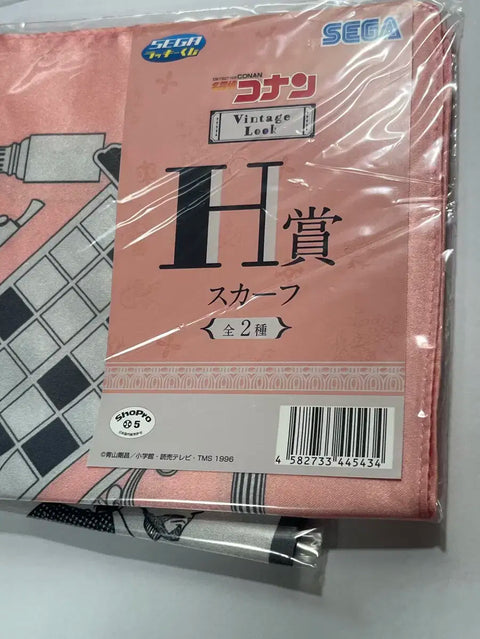 SEGA
ラッキーくじ
SEGA
DETECTIVE CONAN
名探偵コナン
Vintage
Look
H賞
スカーフ
全2種
ShoPro
5
©青山剛昌／小学館・読売テレビ・TMS 1996
4 582733 445434